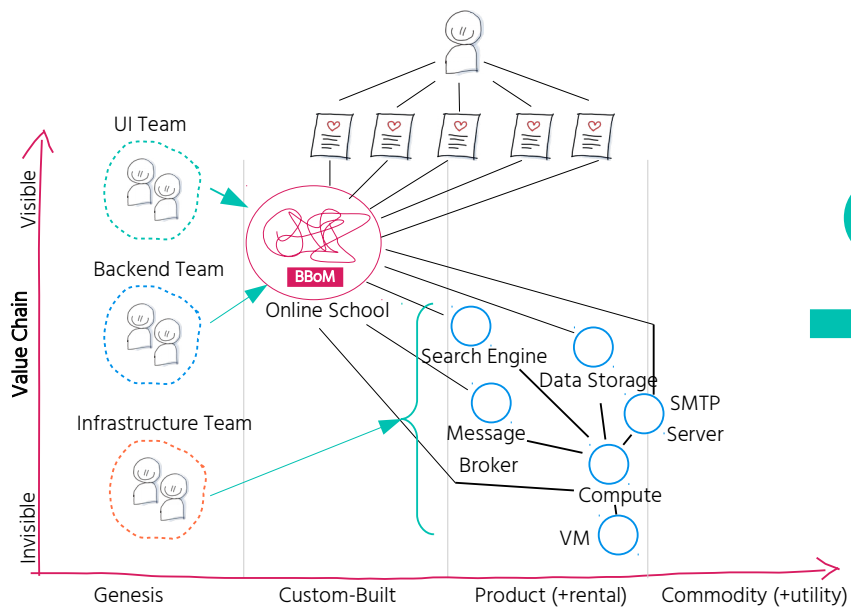 UI Team
Visible
BBoM
Backend Team
Online School
Value Chain
Search Engine
Data Storage
SMTP
Server
Infrastructure Team
Message
Broker
Compute
Invisible
VM
Genesis
Custom-Built
Product (+rental)
Commodity (+utility)